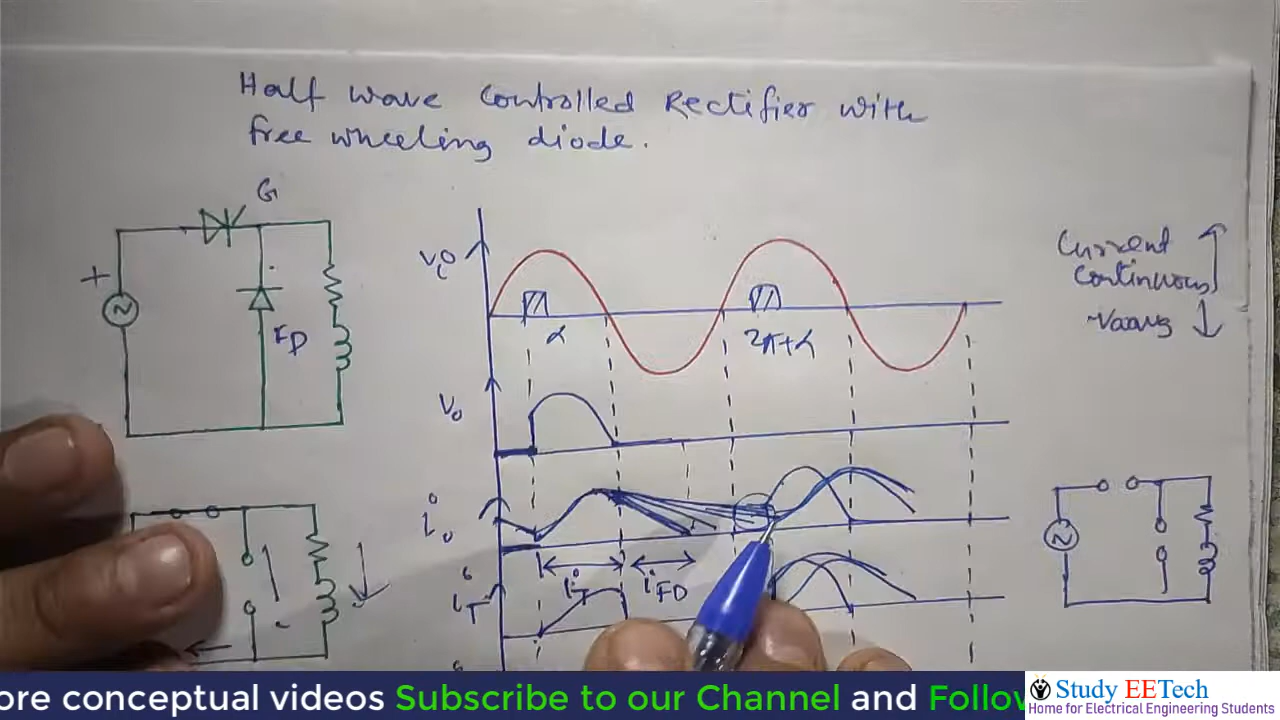 Half wave Controlled Rectifier with
free wheeling diode.
G
+
FD
Vi
α
2π+α
Vo
io
iT
iFD
iT
Current
Continuous
ore conceptual videos Subscribe to our Channel and Follow
Study EETech
Home for Electrical Engineering Students